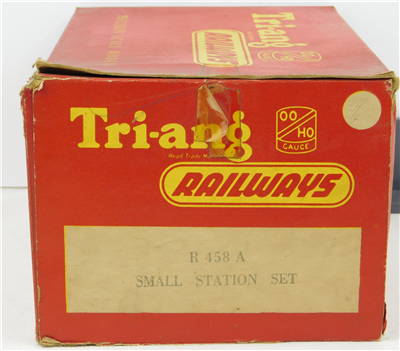 Tri-ang
RAILWAYS
Tri-ang
Regd Trade Mark
OO
HO
GAUGE
RAILWAYS
R 458 A
SMALL STATION SET